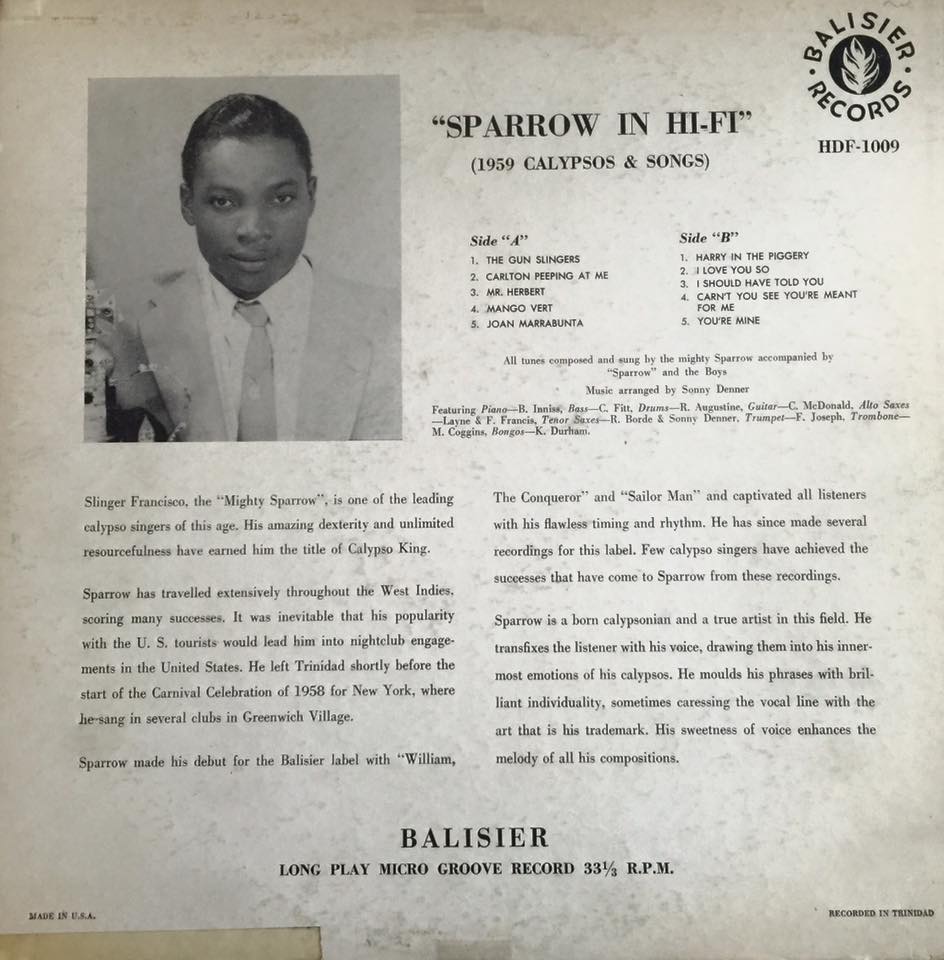 BALISIER
RECORDS
"SPARROW IN HI-FI"
HDF-1009
(1959 CALYPSOS & SONGS)
Side "A"
1. THE GUN SLINGERS
2. CARLTON PEEPING AT ME
3. MR. HERBERT
4. MANGO VERT
5. JOAN MARRABUNTA
Side "B"
1. HARRY IN THE PIGGERY
2. I LOVE YOU SO
3. I SHOULD HAVE TOLD YOU
4. CARN'T YOU SEE YOU'RE MEANT
FOR ME
5. YOU'RE MINE
All tunes composed and sung by the mighty Sparrow accompanied by
"Sparrow" and the Boys
Music arranged by Sonny Denner
Featuring Piano—B. Inniss, Bass—C. Fitt, Drums—R. Augustine, Guitar—C. McDonald, Alto Saxes
—Layne & F. Francis, Tenor Saxes—R. Borde & Sonny Denner, Trumpet—F. Joseph, Trombone—
M. Coggins, Bongos—K. Durham.
Slinger Francisco, the "Mighty Sparrow", is one of the leading
calypso singers of this age. His amazing dexterity and unlimited
resourcefulness have earned him the title of Calypso King.
Sparrow has travelled extensively throughout the West Indies,
scoring many successes. It was inevitable that his popularity
with the U. S. tourists would lead him into nightclub engage-
ments in the United States. He left Trinidad shortly before the
start of the Carnival Celebration of 1958 for New York, where
he sang in several clubs in Greenwich Village.
Sparrow made his debut for the Balisier label with "William,
The Conqueror" and "Sailor Man" and captivated all listeners
with his flawless timing and rhythm. He has since made several
recordings for this label. Few calypso singers have achieved the
successes that have come to Sparrow from these recordings.
Sparrow is a born calypsonian and a true artist in this field. He
transfixes the listener with his voice, drawing them into his inner-
most emotions of his calypsos. He moulds his phrases with bril-
liant individuality, sometimes caressing the vocal line with the
art that is his trademark. His sweetness of voice enhances the
melody of all his compositions.
BALISIER
LONG PLAY MICRO GROOVE RECORD 33⅓ R.P.M.
MADE IN U.S.A.
RECORDED IN TRINIDAD